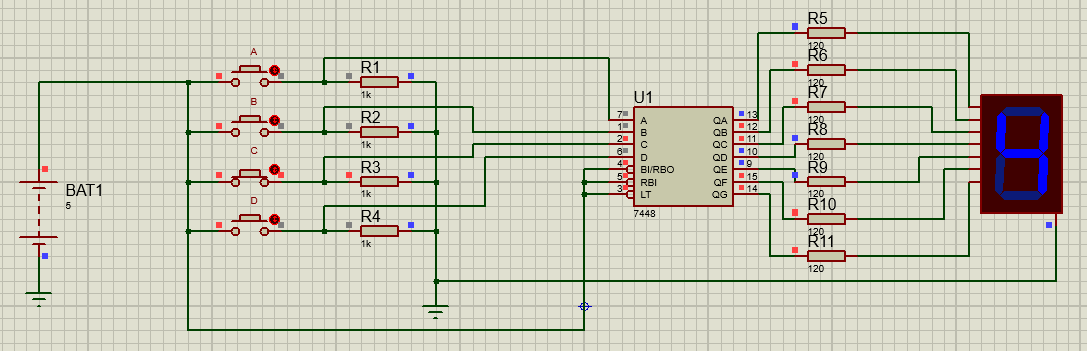 A
R1
1k
B
R2
1k
C
R3
1k
D
R4
1k
BAT1
5
U1
7 A QA 13
1 B QB 12
2 C QC 11
6 D QD 10
4 BI/RBO QE 9
5 RBI QF 15
3 LT QG 14
7448
R5
120
R6
120
R7
120
R8
120
R9
120
R10
120
R11
120
4